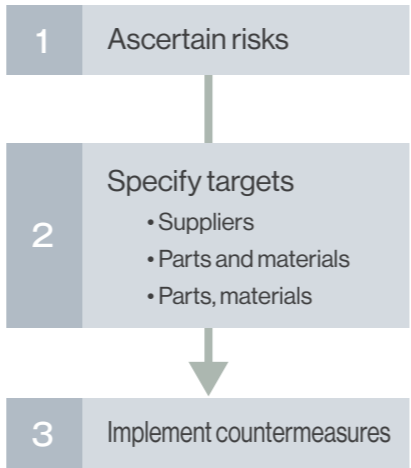 1 Ascertain risks
2 Specify targets
• Suppliers
• Parts and materials
• Parts, materials
3 Implement countermeasures